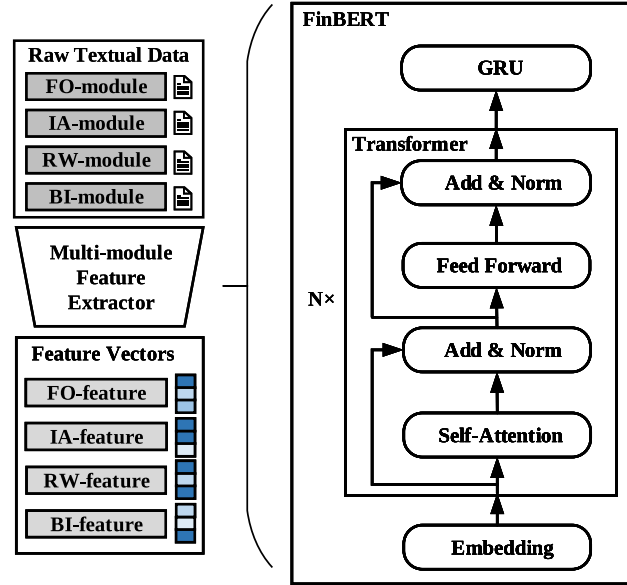 Raw Textual Data
FO-module
IA-module
RW-module
BI-module
Multi-module
Feature
Extractor
Feature Vectors
FO-feature
IA-feature
RW-feature
BI-feature
FinBERT
GRU
Transformer
Add & Norm
Feed Forward
N×
Add & Norm
Self-Attention
Embedding